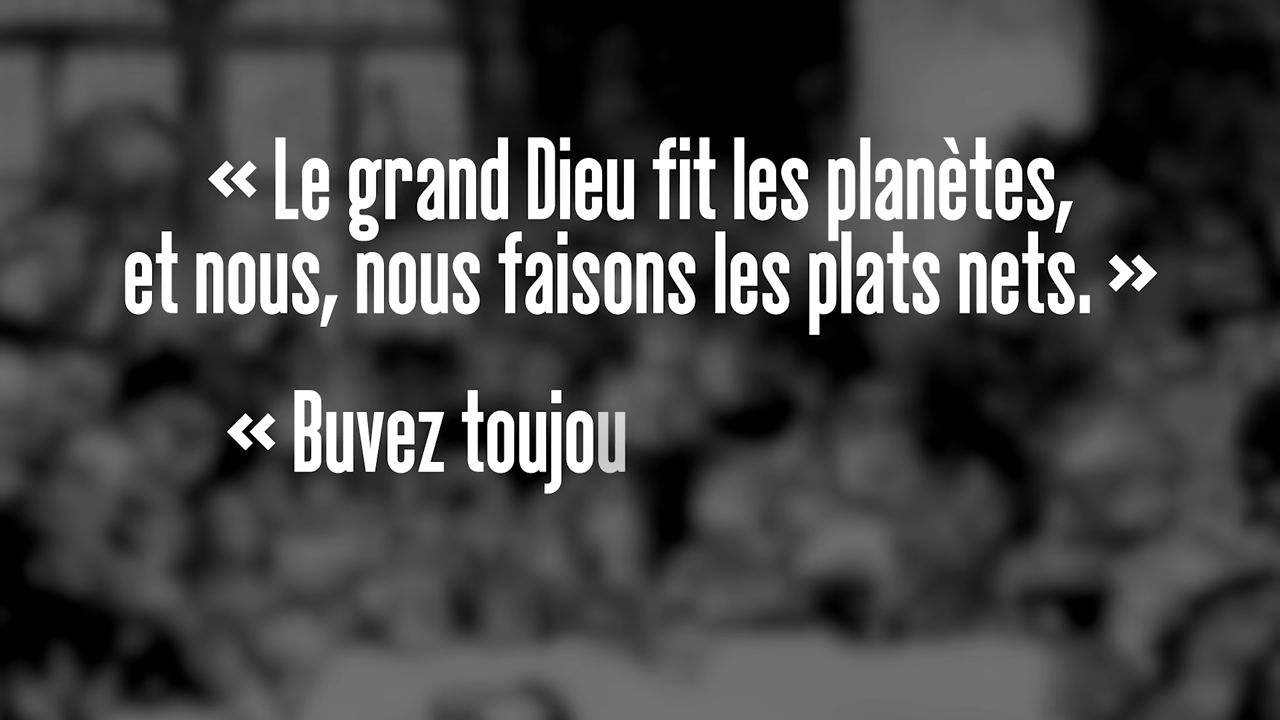 « Le grand Dieu fit les planètes,
et nous, nous faisons les plats nets. »
« Buvez toujou